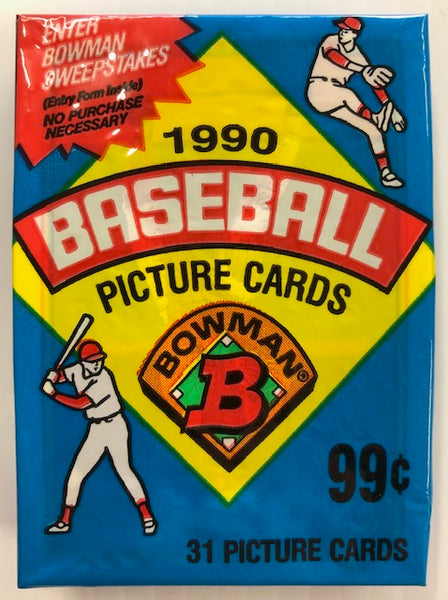 ENTER
BOWMAN
SWEEPSTAKES
(Entry Form Inside)
NO PURCHASE
NECESSARY
1990
BASEBALL
PICTURE CARDS
BOWMAN®
B
99¢
31 PICTURE CARDS